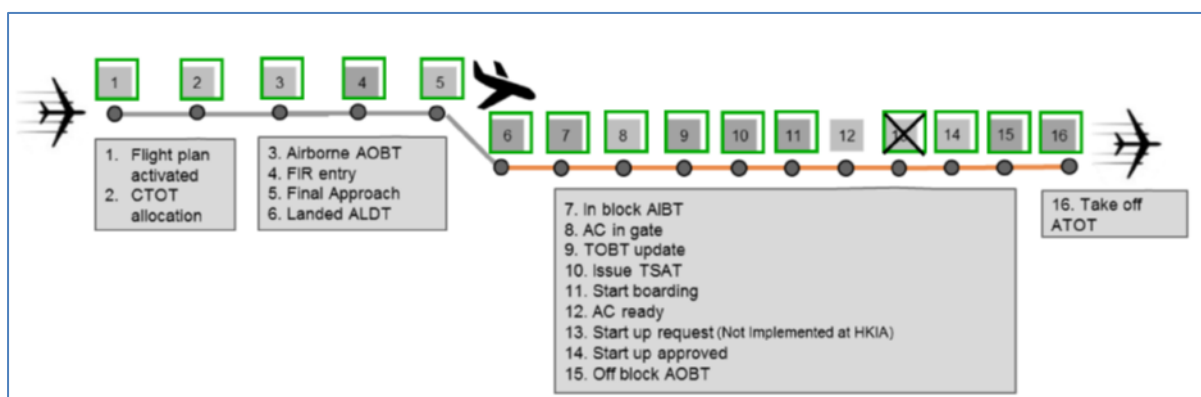 1 2 3 4 5
6 7 8 9 10 11 12 14 15 16
1. Flight plan
activated
2. CTOT
allocation
3. Airborne AOBT
4. FIR entry
5. Final Approach
6. Landed ALDT
7. In block AIBT
8. AC in gate
9. TOBT update
10. Issue TSAT
11. Start boarding
12. AC ready
13. Start up request (Not Implemented at HKIA)
14. Start up approved
15. Off block AOBT
16. Take off
ATOT